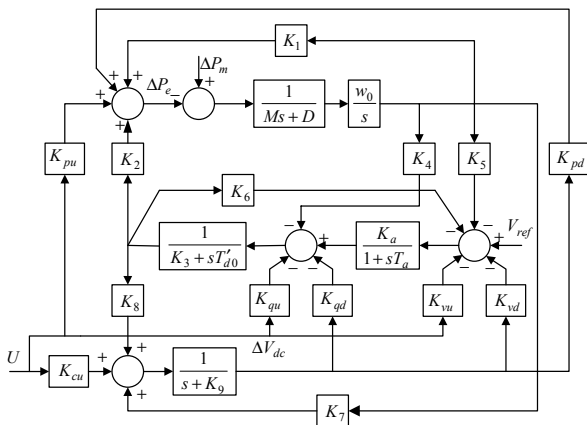 K_1
+ + ΔP_m
ΔP_e − +
+ +
1 / (Ms + D)
w_0 / s
K_pu K_2 K_4 K_5 K_pd
K_6
− − − + V_ref
1 / (K_3 + sT'_d0)
− + K_a / (1 + sT_a) −
− − − −
K_8 K_qu K_qd K_vu K_vd
ΔV_dc
U K_cu + + 1 / (s + K_9)
+ K_7